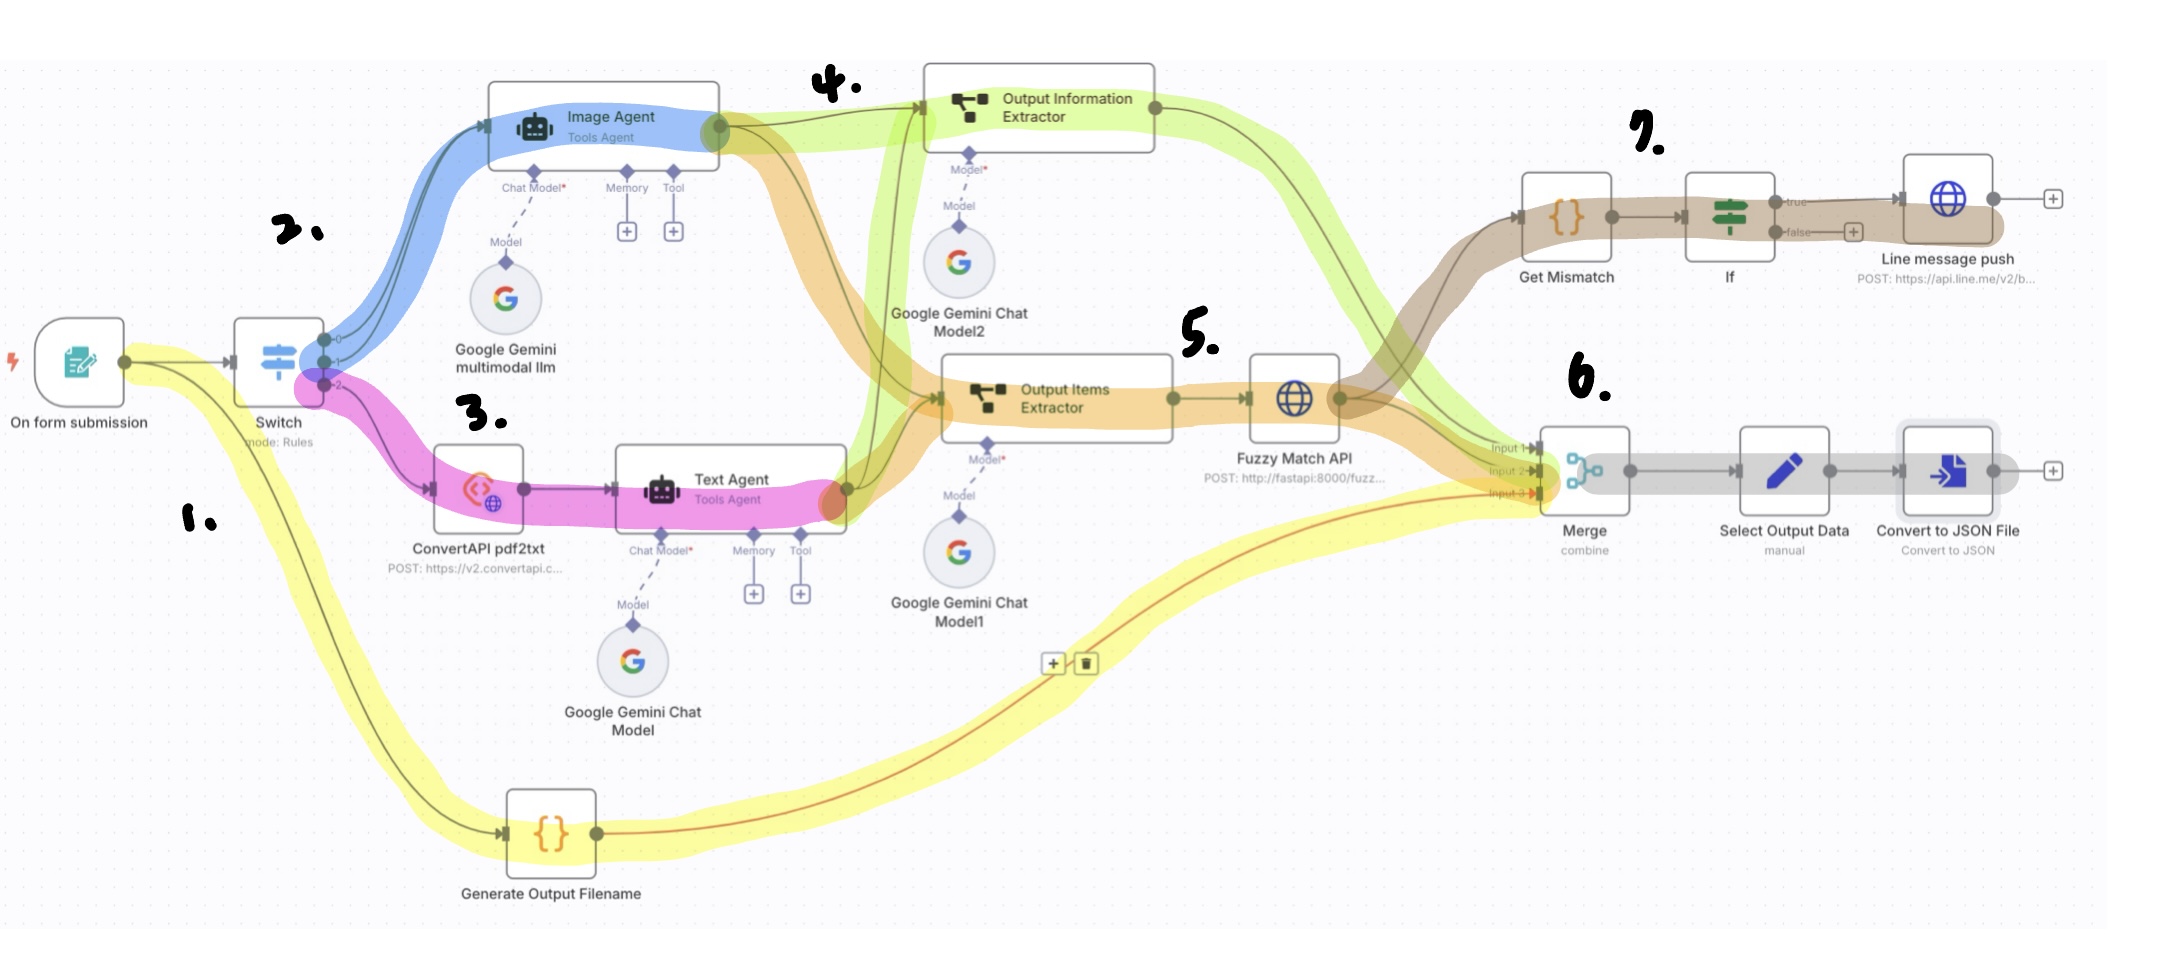 4.
Output Information
Extractor
Image Agent
Tools Agent
7.
Model*
Chat Model*
Memory
Tool
true
Model
false
2.
Model
Line message push
POST: https://api.line.me/v2/b...
Get Mismatch
If
Google Gemini Chat
Model2
5.
0
Google Gemini
multimodal llm
1
6.
2
Output Items
Extractor
3.
On form submission
Switch
mode: Rules
Input 1
Fuzzy Match API
POST: http://fastapi:8000/fuzz...
Model*
Input 2
Text Agent
Tools Agent
Input 3
Model
1.
Merge
combine
Select Output Data
manual
Convert to JSON File
Convert to JSON
ConvertAPI pdf2txt
POST: https://v2.convertapi.c...
Chat Model*
Memory
Tool
Google Gemini Chat
Model1
Model
Google Gemini Chat
Model
Generate Output Filename